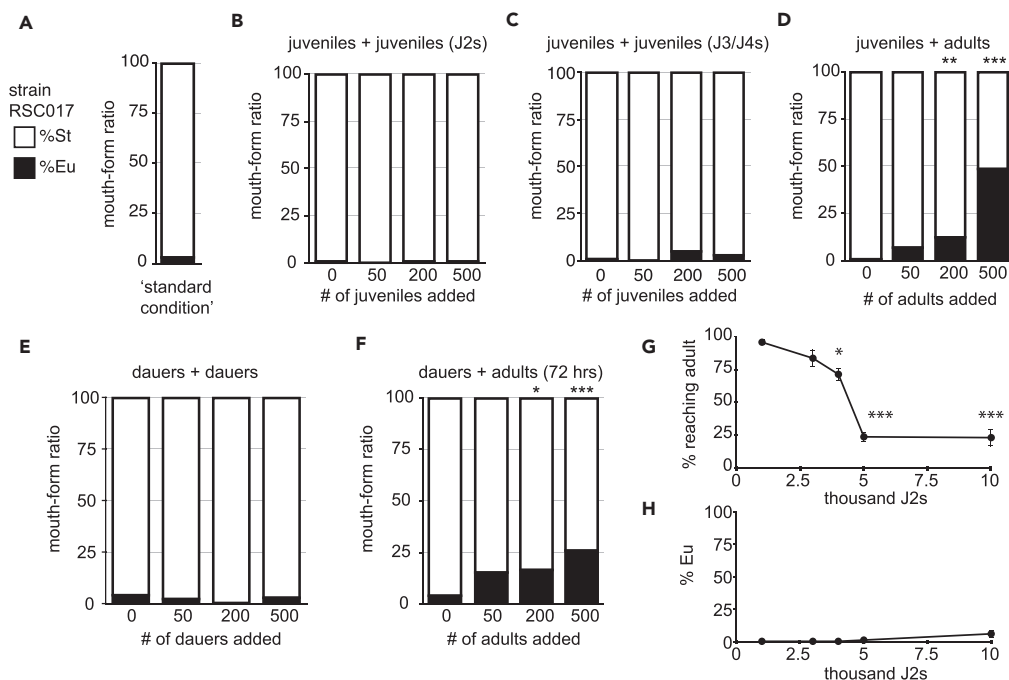 A
strain
RSC017
%St
%Eu
mouth-form ratio
100
75
50
25
0
‘standard
condition’
B
juveniles + juveniles (J2s)
mouth-form ratio
100
75
50
25
0
0 50 200 500
# of juveniles added
C
juveniles + juveniles (J3/J4s)
mouth-form ratio
100
75
50
25
0
0 50 200 500
# of juveniles added
D
juveniles + adults
** ***
mouth-form ratio
100
75
50
25
0
0 50 200 500
# of adults added
E
dauers + dauers
mouth-form ratio
100
75
50
25
0
0 50 200 500
# of dauers added
F
dauers + adults (72 hrs)
* ***
mouth-form ratio
100
75
50
25
0
0 50 200 500
# of adults added
G
% reaching adult
100
75
50
25
0
* *** ***
0 2.5 5 7.5 10
thousand J2s
H
% Eu
100
75
50
25
0
0 2.5 5 7.5 10
thousand J2s